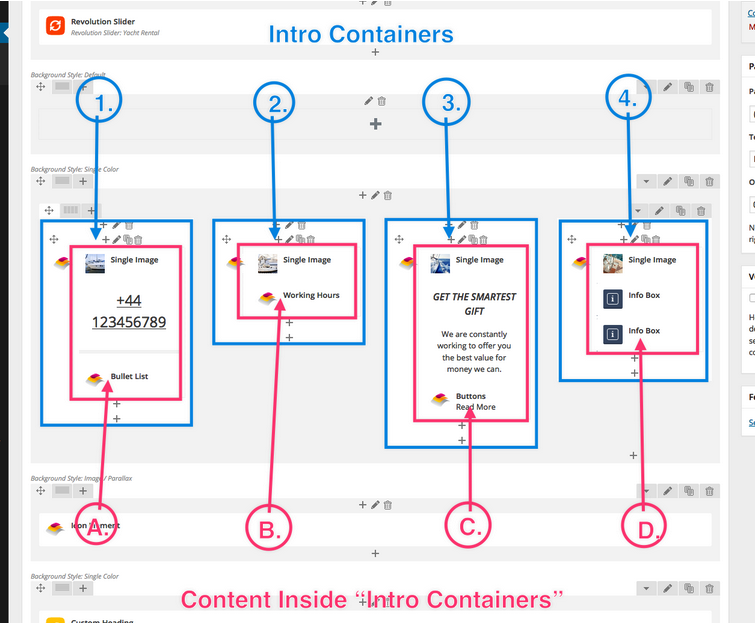 Revolution Slider
Revolution Slider: Yacht Rental
Intro Containers
Background Style: Default
1.
2.
3.
4.
Background Style: Single Color
Single Image
+44
123456789
Bullet List
Single Image
Working Hours
Single Image
GET THE SMARTEST
GIFT
We are constantly
working to offer you
the best value for
money we can.
Buttons
Read More
Single Image
Info Box
Info Box
Background Style: Image / Parallax
A.
B.
C.
D.
Background Style: Single Color
Content Inside “Intro Containers”
Custom Heading